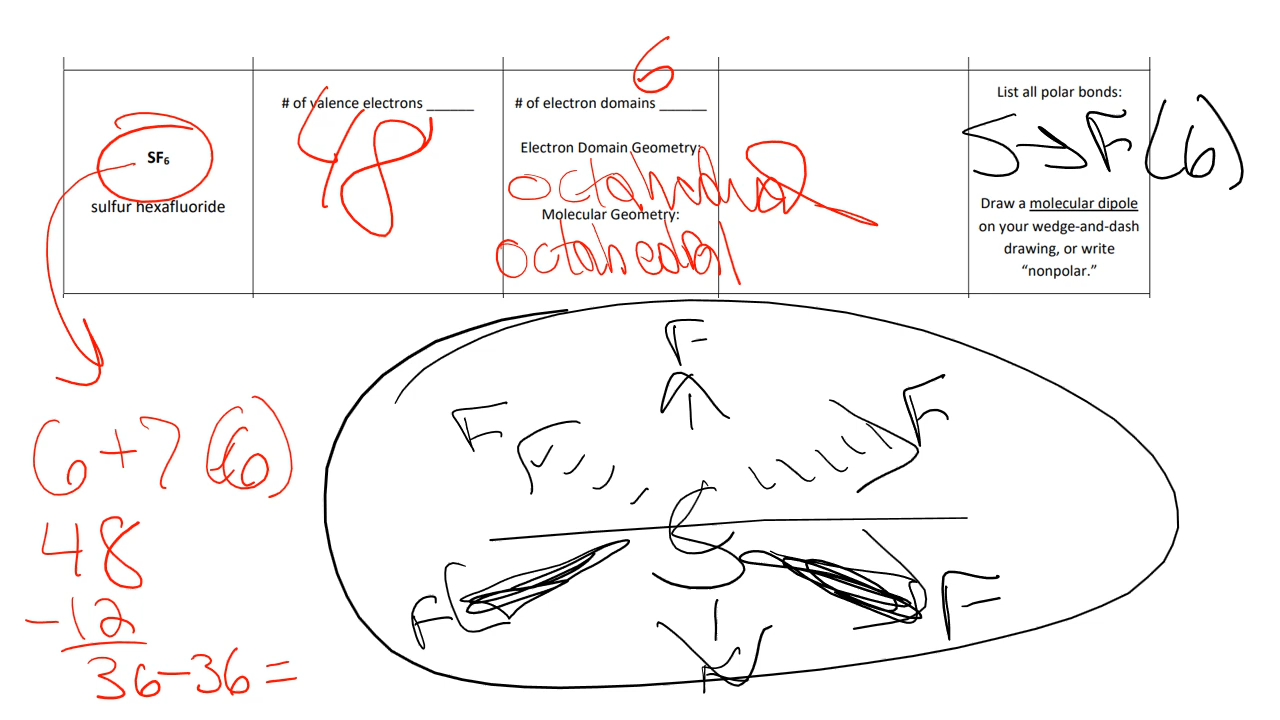 SF₆
sulfur hexafluoride
# of valence electrons ______
48
6
# of electron domains ______
Electron Domain Geometry:
octahedral
Molecular Geometry:
octahedral
List all polar bonds:
S→F (6)
Draw a molecular dipole
on your wedge-and-dash
drawing, or write
“nonpolar.”
6+7(6)
48
-12
36-36=
F
F F
S
F F
F